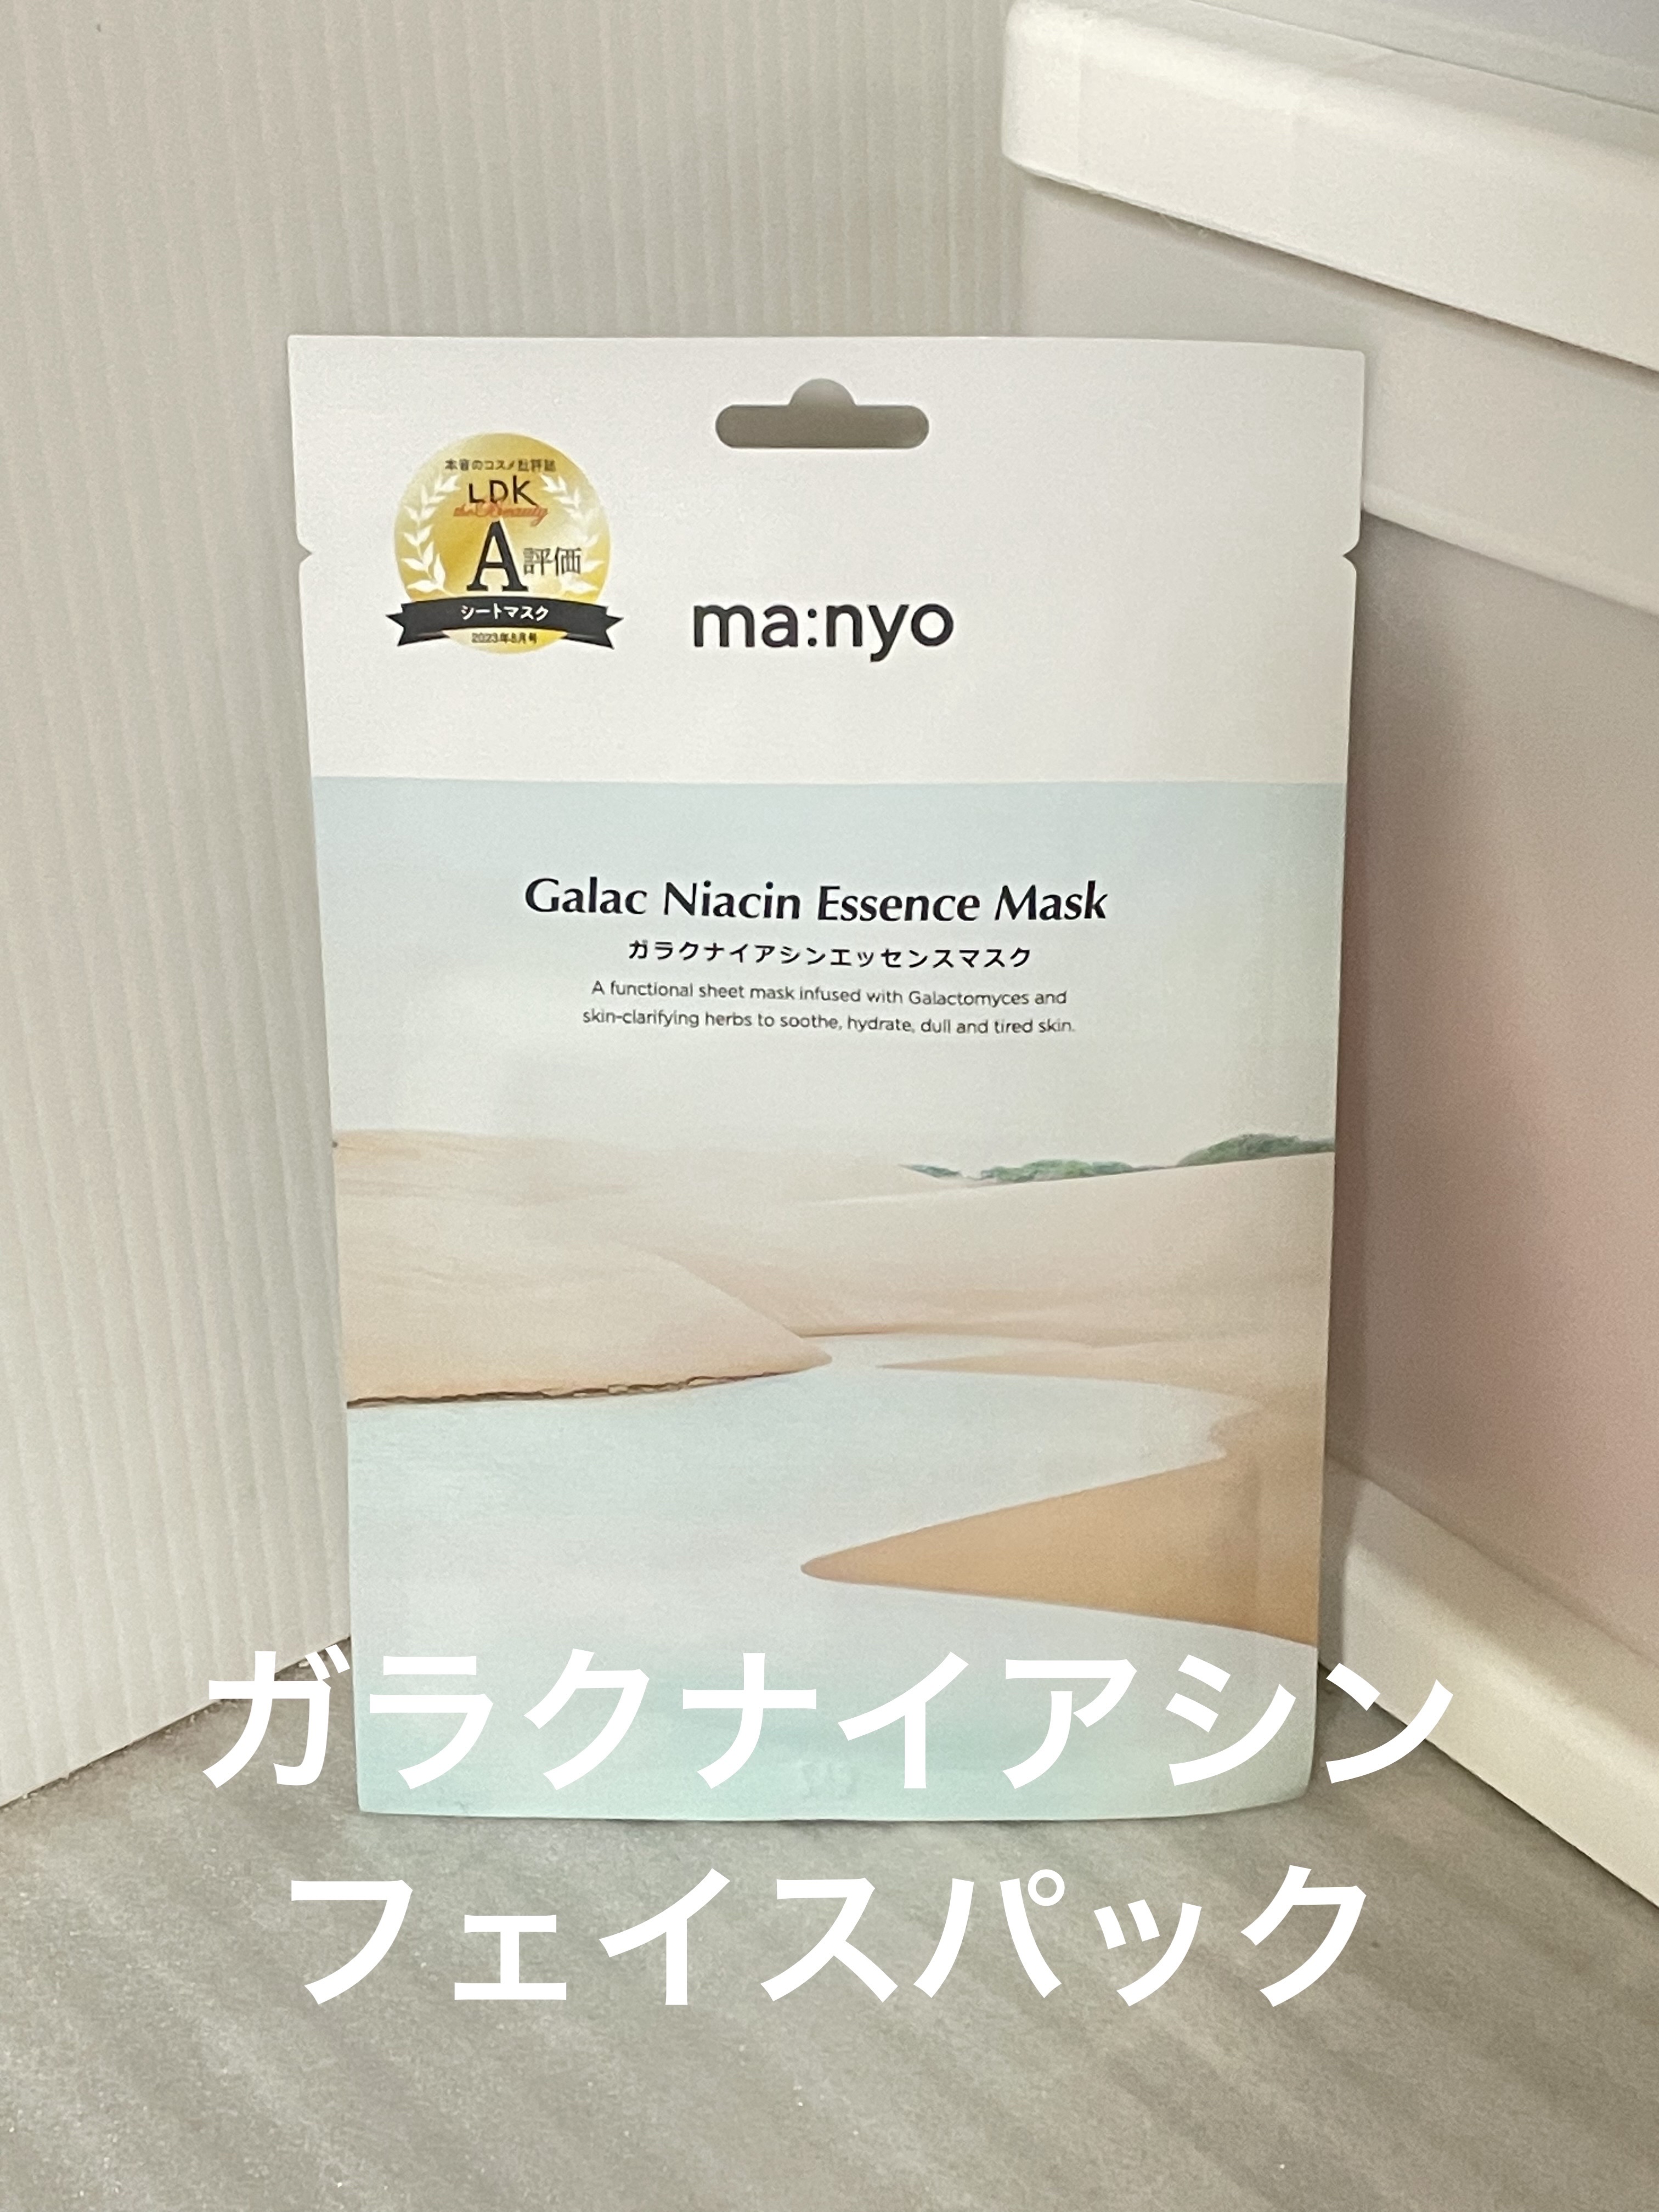 本音のコスメ批評誌
LDK
the Beauty
A評価
シートマスク
2023年8月号
ma:nyo
Galac Niacin Essence Mask
ガラクナイアシンエッセンスマスク
A functional sheet mask infused with Galactomyces and
skin-clarifying herbs to soothe, hydrate, dull and tired skin.
ガラクナイアシン
フェイスパック